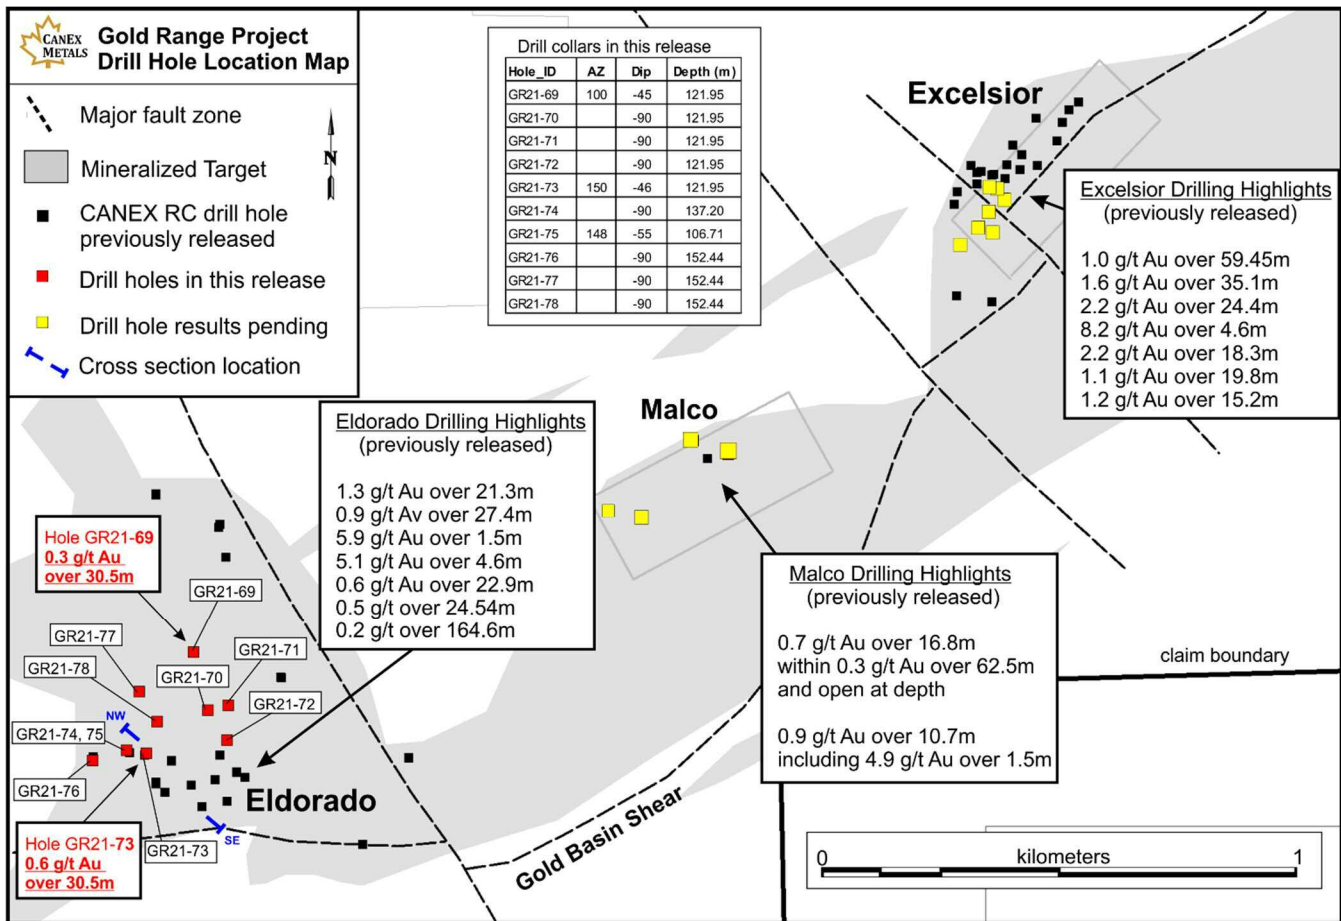 CANEX
METALS
Gold Range Project
Drill Hole Location Map
Major fault zone
N
Mineralized Target
CANEX RC drill hole
previously released
Drill holes in this release
Drill hole results pending
Cross section location
Drill collars in this release
Hole_ID AZ Dip Depth (m)
GR21-69 100 -45 121.95
GR21-70 -90 121.95
GR21-71 -90 121.95
GR21-72 -90 121.95
GR21-73 150 -46 121.95
GR21-74 -90 137.20
GR21-75 148 -55 106.71
GR21-76 -90 152.44
GR21-77 -90 152.44
GR21-78 -90 152.44
Excelsior
Excelsior Drilling Highlights
(previously released)
1.0 g/t Au over 59.45m
1.6 g/t Au over 35.1m
2.2 g/t Au over 24.4m
8.2 g/t Au over 4.6m
2.2 g/t Au over 18.3m
1.1 g/t Au over 19.8m
1.2 g/t Au over 15.2m
Malco
Eldorado Drilling Highlights
(previously released)
1.3 g/t Au over 21.3m
0.9 g/t Av over 27.4m
5.9 g/t Au over 1.5m
5.1 g/t Au over 4.6m
0.6 g/t Au over 22.9m
0.5 g/t over 24.54m
0.2 g/t over 164.6m
Malco Drilling Highlights
(previously released)
0.7 g/t Au over 16.8m
within 0.3 g/t Au over 62.5m
and open at depth
0.9 g/t Au over 10.7m
including 4.9 g/t Au over 1.5m
claim boundary
Hole GR21-69
0.3 g/t Au
over 30.5m
GR21-69
GR21-77
GR21-71
GR21-78
GR21-70
GR21-72
NW
GR21-74, 75
GR21-76
Eldorado
SE
Hole GR21-73
0.6 g/t Au
over 30.5m
GR21-73
Gold Basin Shear
0 kilometers 1